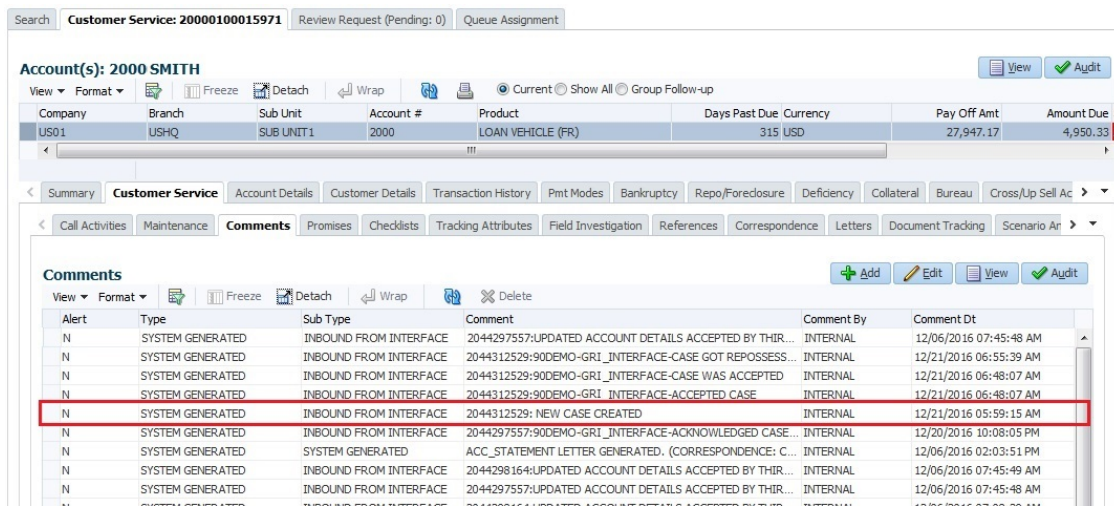 Search Customer Service: 20000100015971 Review Request (Pending: 0) Queue Assignment
Account(s): 2000 SMITH View Audit
View Format Freeze Detach Wrap Current Show All Group Follow-up
Company Branch Sub Unit Account # Product Days Past Due Currency Pay Off Amt Amount Due
US01 USHQ SUB UNIT1 2000 LOAN VEHICLE (FR) 315 USD 27,947.17 4,950.33
Summary Customer Service Account Details Customer Details Transaction History Pmt Modes Bankruptcy Repo/Foreclosure Deficiency Collateral Bureau Cross/Up Sell Ac
Call Activities Maintenance Comments Promises Checklists Tracking Attributes Field Investigation References Correspondence Letters Document Tracking Scenario An
Comments Add Edit View Audit
View Format Freeze Detach Wrap Delete
Alert Type Sub Type Comment Comment By Comment Dt
N SYSTEM GENERATED INBOUND FROM INTERFACE 2044297557:UPDATED ACCOUNT DETAILS ACCEPTED BY THIR... INTERNAL 12/06/2016 07:45:48 AM
N SYSTEM GENERATED INBOUND FROM INTERFACE 2044312529:90DEMO-GRI_INTERFACE-CASE GOT REPOSSESS... INTERNAL 12/21/2016 06:55:39 AM
N SYSTEM GENERATED INBOUND FROM INTERFACE 2044312529:90DEMO-GRI_INTERFACE-CASE WAS ACCEPTED INTERNAL 12/21/2016 06:48:07 AM
N SYSTEM GENERATED INBOUND FROM INTERFACE 2044312529:90DEMO-GRI_INTERFACE-ACCEPTED CASE INTERNAL 12/21/2016 06:48:07 AM
N SYSTEM GENERATED INBOUND FROM INTERFACE 2044312529: NEW CASE CREATED INTERNAL 12/21/2016 05:59:15 AM
N SYSTEM GENERATED INBOUND FROM INTERFACE 2044297557:90DEMO-GRI_INTERFACE-ACKNOWLEDGED CASE... INTERNAL 12/20/2016 10:08:05 PM
N SYSTEM GENERATED SYSTEM GENERATED ACC_STATEMENT LETTER GENERATED. (CORRESPONDENCE: C... INTERNAL 12/06/2016 02:03:51 PM
N SYSTEM GENERATED INBOUND FROM INTERFACE 2044298164:UPDATED ACCOUNT DETAILS ACCEPTED BY THIR... INTERNAL 12/06/2016 07:45:49 AM
N SYSTEM GENERATED INBOUND FROM INTERFACE 2044297557:UPDATED ACCOUNT DETAILS ACCEPTED BY THIR... INTERNAL 12/06/2016 07:45:48 AM